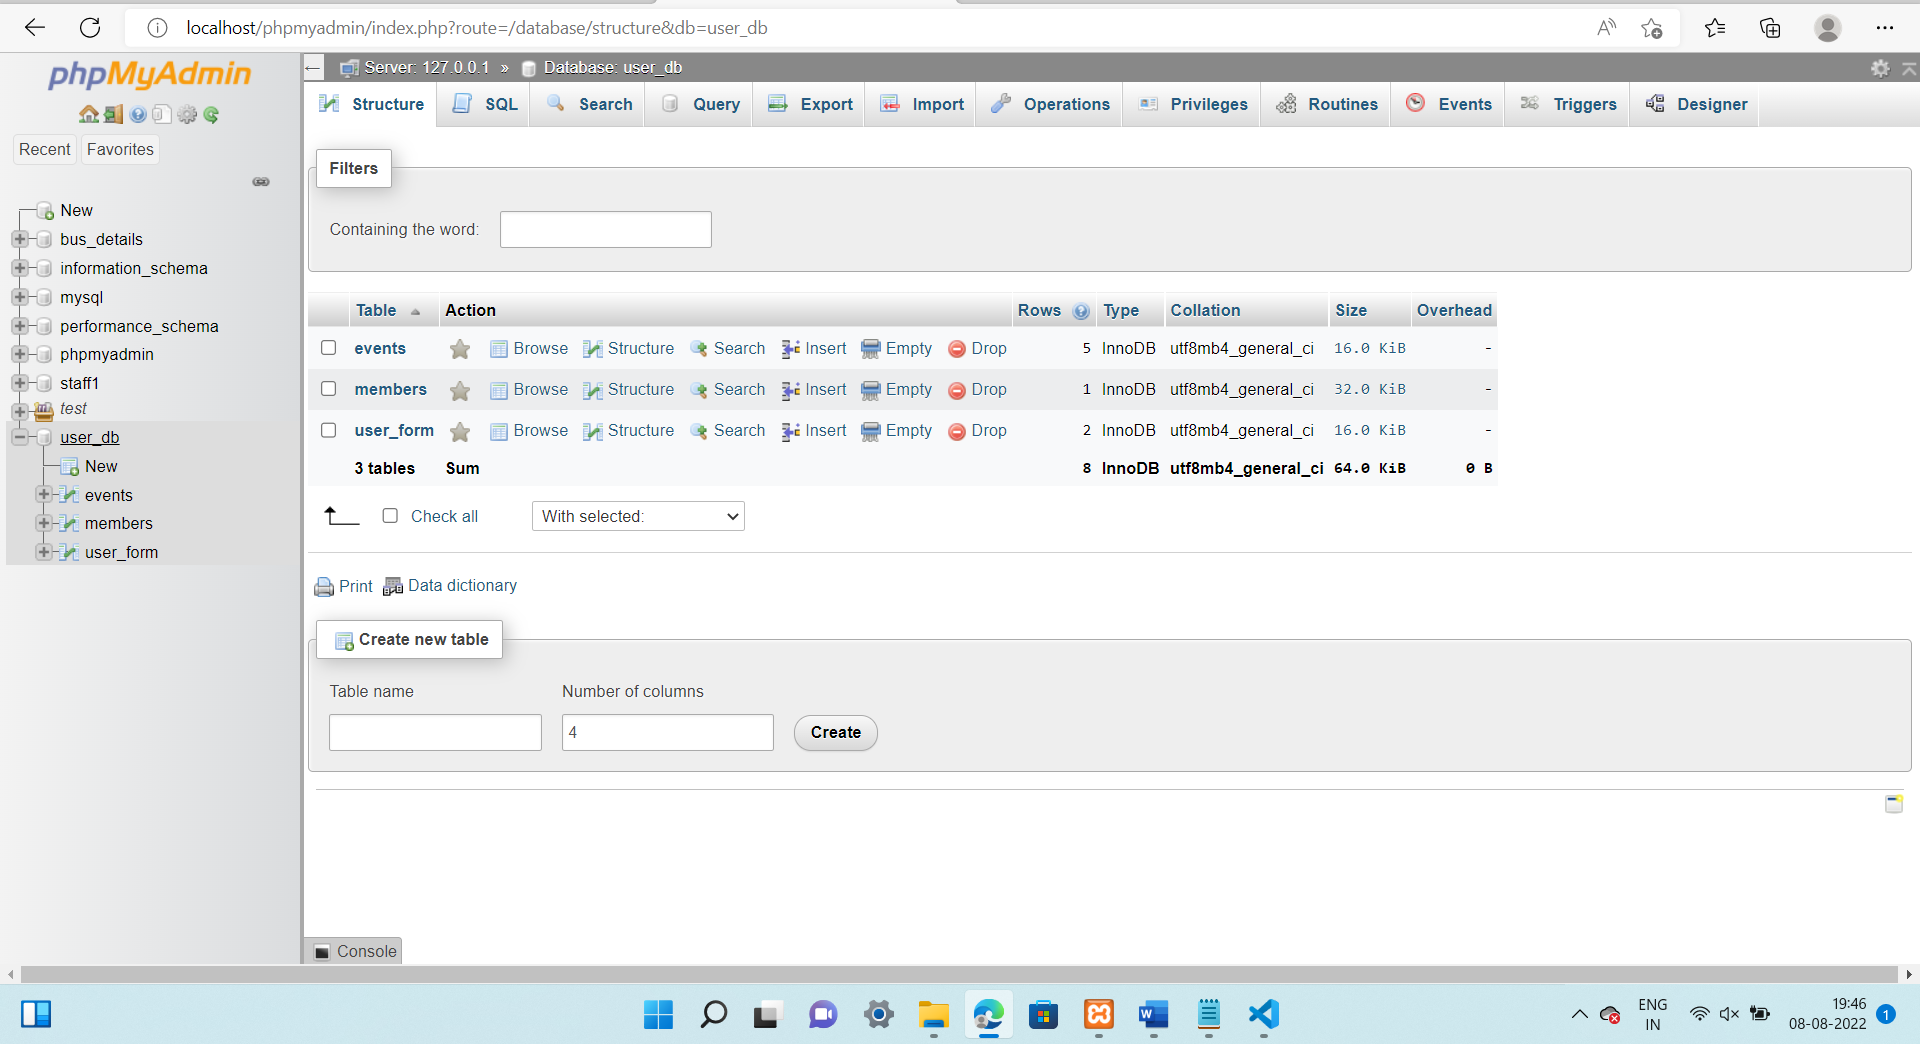 localhost/phpmyadmin/index.php?route=/database/structure&db=user_db
phpMyAdmin
Recent Favorites
New
bus_details
information_schema
mysql
performance_schema
phpmyadmin
staff1
test
user_db
New
events
members
user_form
Server: 127.0.0.1 » Database: user_db
Structure SQL Search Query Export Import Operations Privileges Routines Events Triggers Designer
Filters
Containing the word:
Table Action Rows Type Collation Size Overhead
events Browse Structure Search Insert Empty Drop 5 InnoDB utf8mb4_general_ci 16.0 KiB -
members Browse Structure Search Insert Empty Drop 1 InnoDB utf8mb4_general_ci 32.0 KiB -
user_form Browse Structure Search Insert Empty Drop 2 InnoDB utf8mb4_general_ci 16.0 KiB -
3 tables Sum 8 InnoDB utf8mb4_general_ci 64.0 KiB 0 B
Check all With selected:
Print Data dictionary
Create new table
Table name Number of columns
4 Create
Console
ENG
IN
19:46
08-08-2022
1